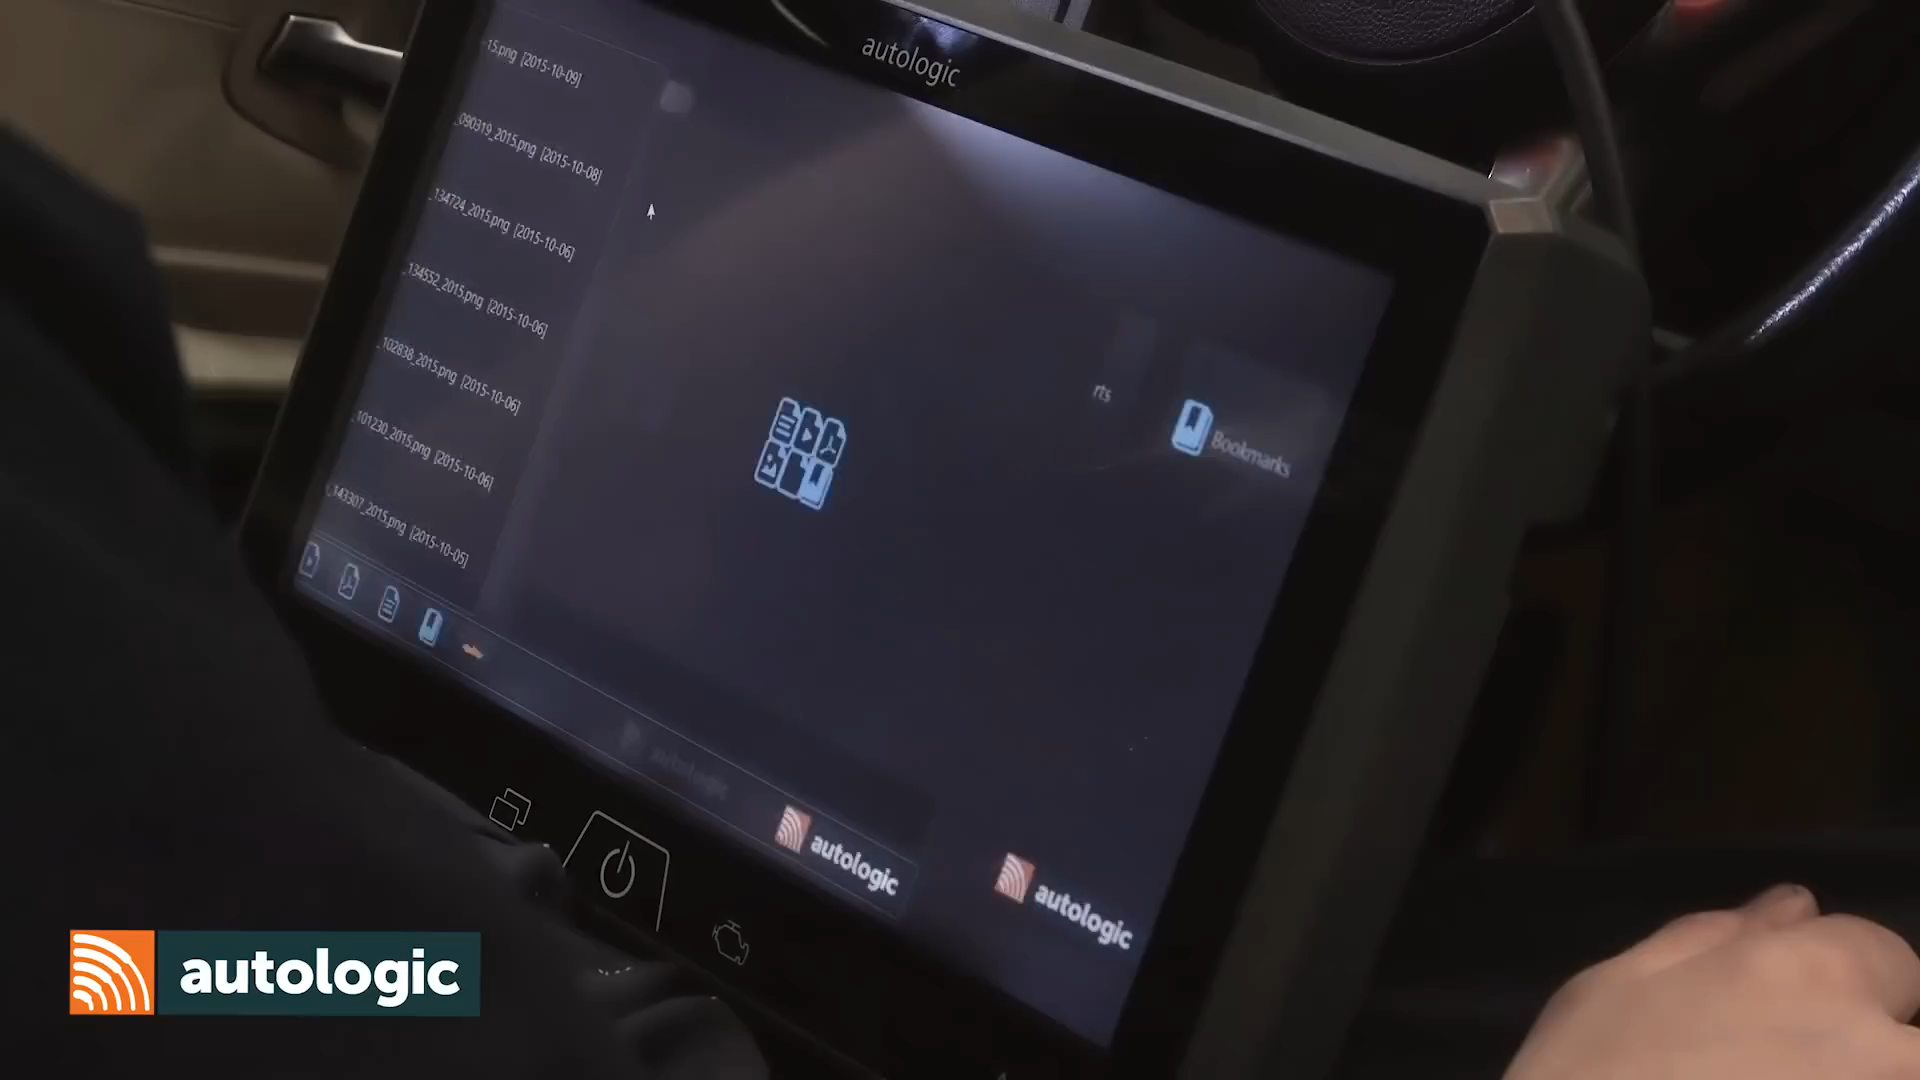 autologic
-15.png [2015-10-09]
_090319_2015.png [2015-10-08]
_134724_2015.png [2015-10-06]
_134552_2015.png [2015-10-06]
_102838_2015.png [2015-10-06]
_101230_2015.png [2015-10-06]
_143307_2015.png [2015-10-05]
rts
Bookmarks
autologic
autologic
autologic
autologic